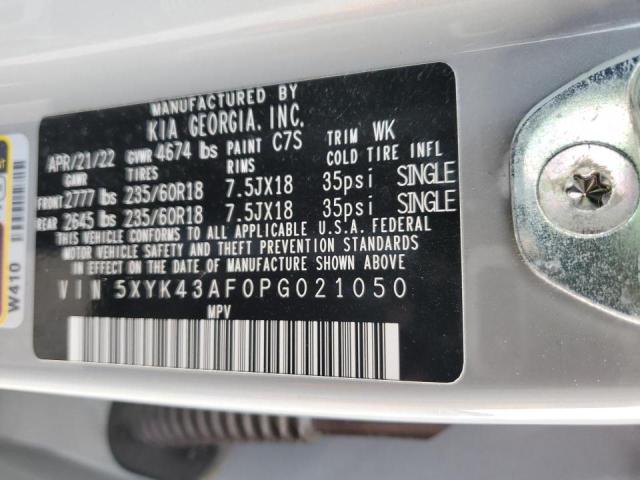 MANUFACTURED BY
KIA GEORGIA, INC.
APR/21/22 GVWR 4674 lbs PAINT C7S TRIM WK
GAWR TIRES RIMS COLD TIRE INFL
FRONT 2777 lbs 235/60R18 7.5JX18 35psi SINGLE
REAR 2645 lbs 235/60R18 7.5JX18 35psi SINGLE
THIS VEHICLE CONFORMS TO ALL APPLICABLE U.S.A. FEDERAL
MOTOR VEHICLE SAFETY AND THEFT PREVENTION STANDARDS
IN EFFECT ON THE DATE OF MANUFACTURE SHOWN ABOVE.
VIN 5XYK43AF0PG021050
MPV
W410